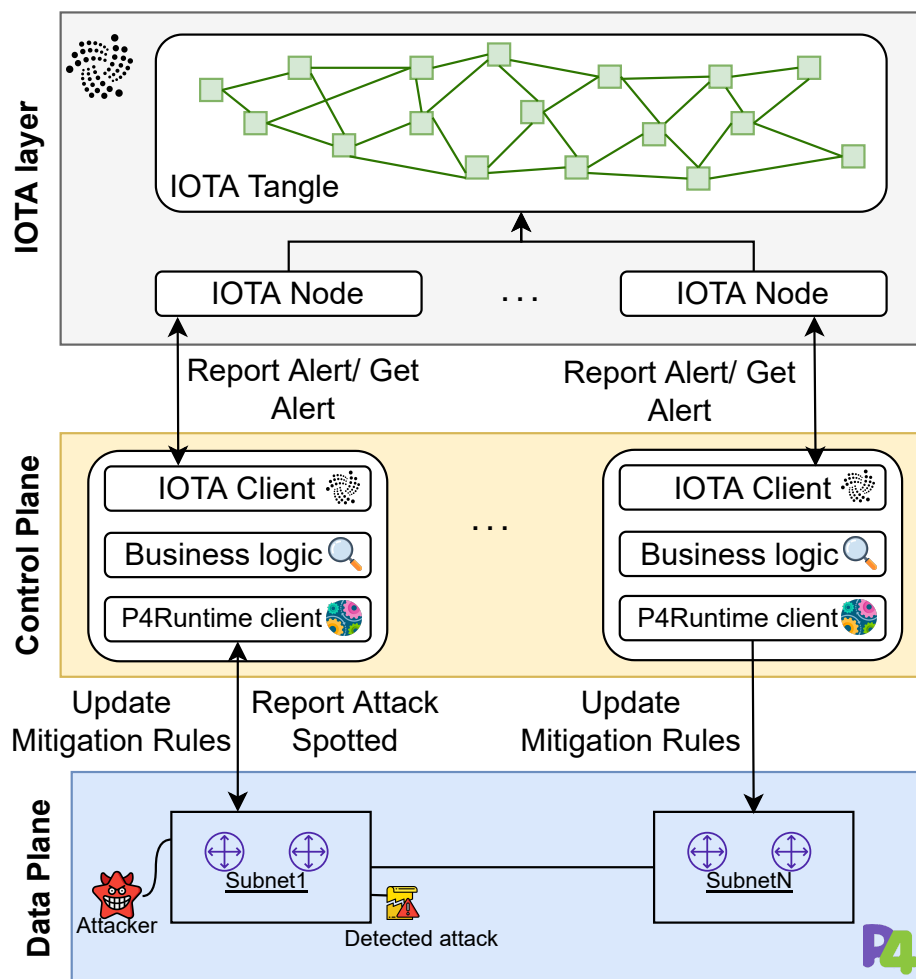 IOTA layer
IOTA Tangle
IOTA Node
. . .
IOTA Node
Report Alert/ Get
Alert
Report Alert/ Get
Alert
Control Plane
IOTA Client
Business logic
P4Runtime client
. . .
IOTA Client
Business logic
P4Runtime client
Update
Mitigation Rules
Report Attack
Spotted
Update
Mitigation Rules
Data Plane
Subnet1
SubnetN
Attacker
Detected attack
P4